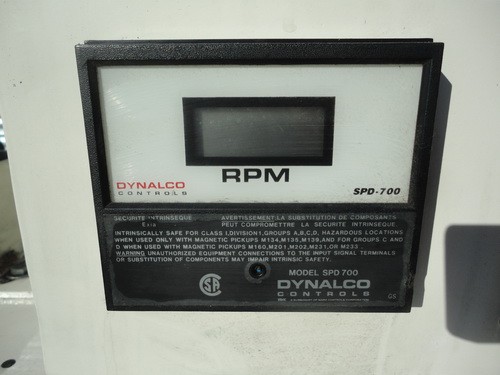 RPM
DYNALCO
CONTROLS
SPD-700
SECURITE INTRINSEQUE AVERTISSEMENT:LA SUBSTITUTION DE COMPOSANTS
Exia PEUT COMPROMETTRE LA SECURITE INTRINSEQUE
INTRINSICALLY SAFE FOR CLASS I,DIVISION 1,GROUPS A,B,C,D, HAZARDOUS LOCATIONS
WHEN USED ONLY WITH MAGNETIC PICKUPS M134,M135,M139,AND FOR GROUPS C AND
D WHEN USED WITH MAGNETIC PICKUPS M160,M201,M202,M231,OR M233
WARNING UNAUTHORIZED EQUIPMENT CONNECTIONS TO THE INPUT SIGNAL TERMINALS
OR SUBSTITUTION OF COMPONENTS MAY IMPAIR INTRINSIC SAFETY.
MODEL SPD 700
DYNALCO
CONTROLS